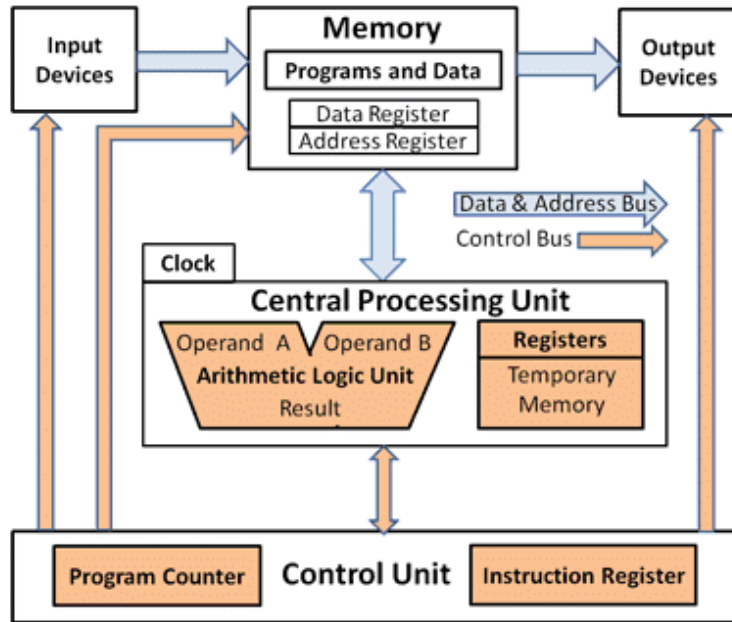 Input
Devices
Memory
Programs and Data
Data Register
Address Register
Output
Devices
Data & Address Bus
Control Bus
Clock
Central Processing Unit
Operand A
Operand B
Arithmetic Logic Unit
Result
Registers
Temporary
Memory
Program Counter
Control Unit
Instruction Register